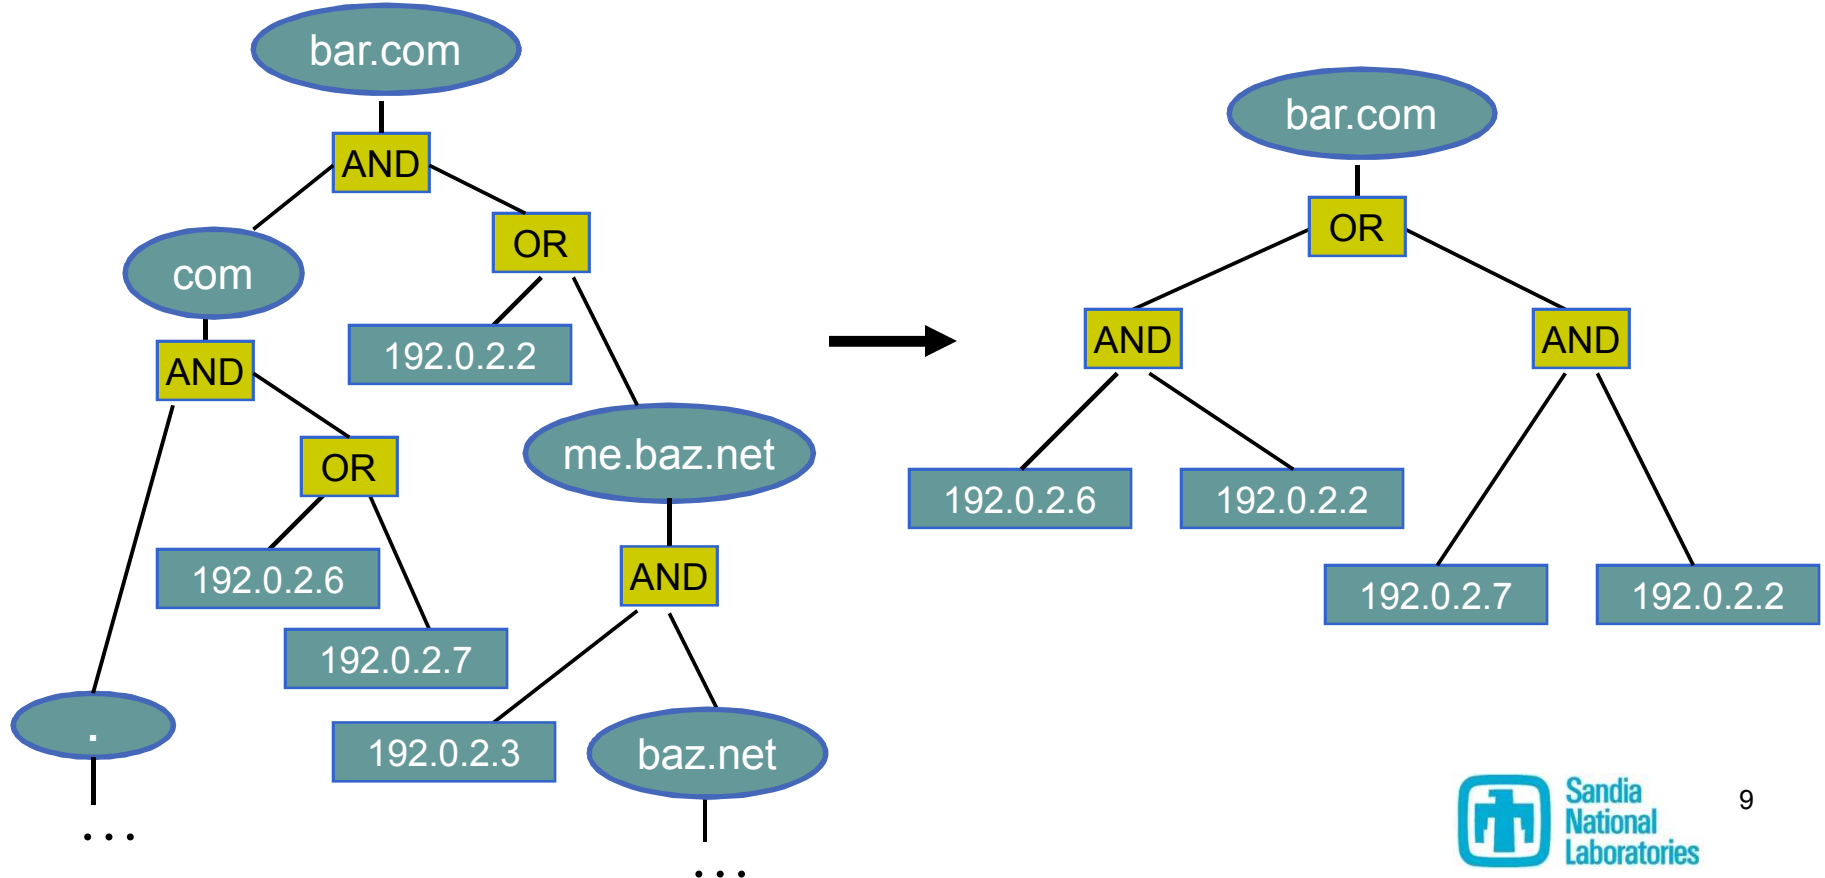 bar.com
AND
com
OR
AND
192.0.2.2
OR
me.baz.net
192.0.2.6
AND
192.0.2.7
.
192.0.2.3
baz.net
...
...
bar.com
OR
AND
AND
192.0.2.6
192.0.2.2
192.0.2.7
192.0.2.2
Sandia
National
Laboratories
9